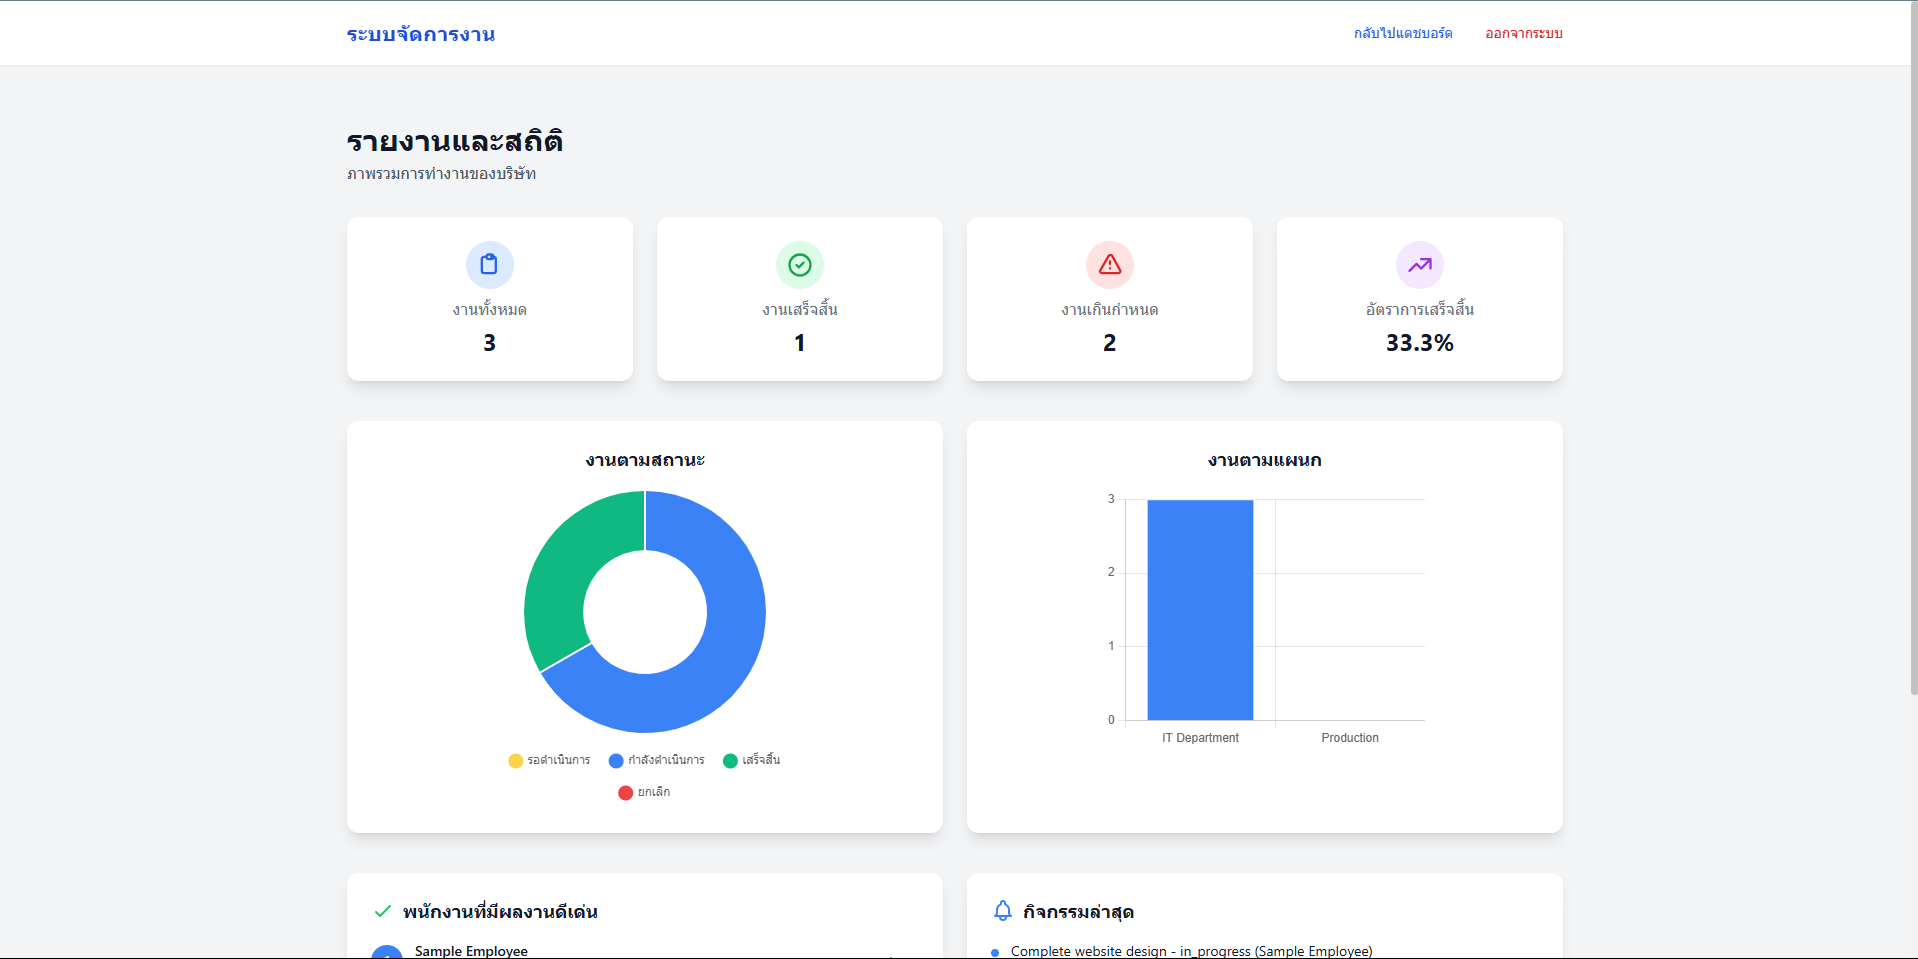 ระบบจัดการงาน
กลับไปแดชบอร์ด
ออกจากระบบ
รายงานและสถิติ
ภาพรวมการทำงานของบริษัท
งานทั้งหมด
3
งานเสร็จสิ้น
1
งานเกินกำหนด
2
อัตราการเสร็จสิ้น
33.3%
งานตามสถานะ
รอดำเนินการ
กำลังดำเนินการ
เสร็จสิ้น
ยกเลิก
งานตามแผนก
3
2
1
0
IT Department
Production
พนักงานที่มีผลงานดีเด่น
Sample Employee
กิจกรรมล่าสุด
Complete website design - in_progress (Sample Employee)